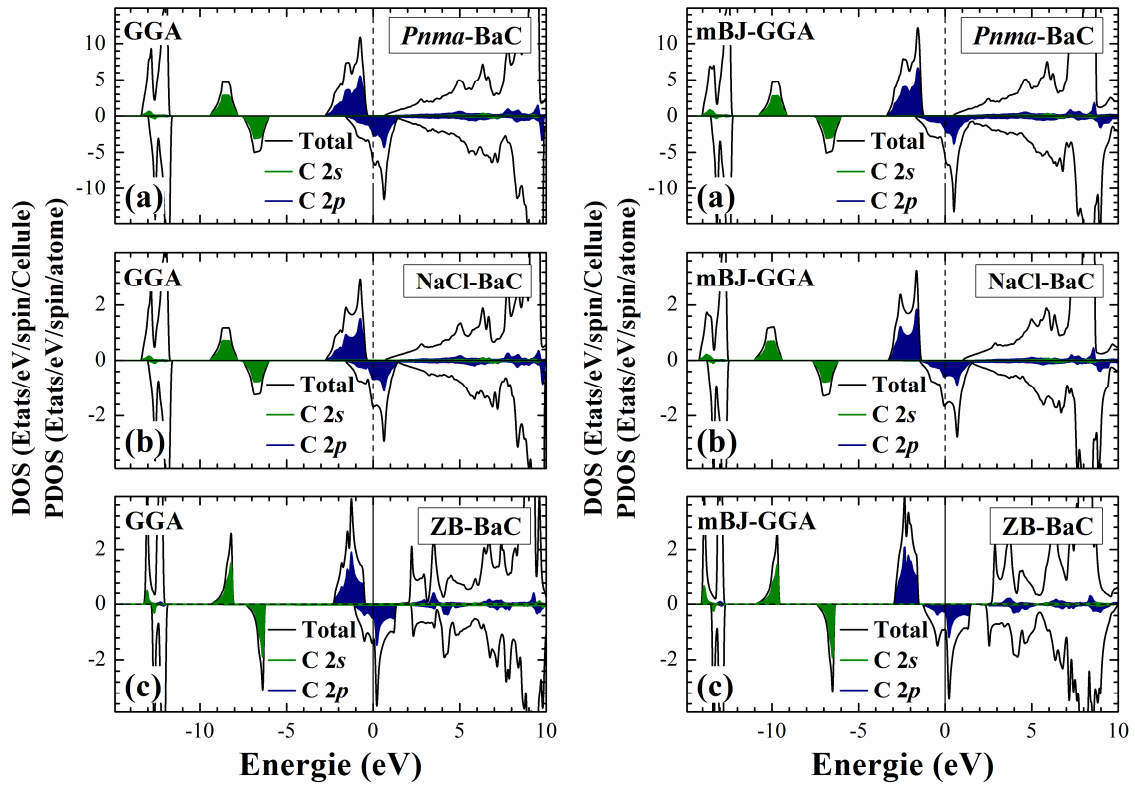 GGA
Pnma-BaC
10
5
0
-5
-10
Total
C 2s
C 2p
(a)
GGA
NaCl-BaC
2
0
-2
Total
C 2s
C 2p
(b)
GGA
ZB-BaC
2
0
-2
Total
C 2s
C 2p
(c)
-10 -5 0 5 10
Energie (eV)
DOS (Etats/eV/spin/Cellule)
PDOS (Etats/eV/spin/atome)
mBJ-GGA
Pnma-BaC
10
5
0
-5
-10
Total
C 2s
C 2p
(a)
mBJ-GGA
NaCl-BaC
2
0
-2
Total
C 2s
C 2p
(b)
mBJ-GGA
ZB-BaC
2
0
-2
Total
C 2s
C 2p
(c)
-10 -5 0 5 10
Energie (eV)
DOS (Etats/eV/spin/Cellule)
PDOS (Etats/eV/spin/atome)